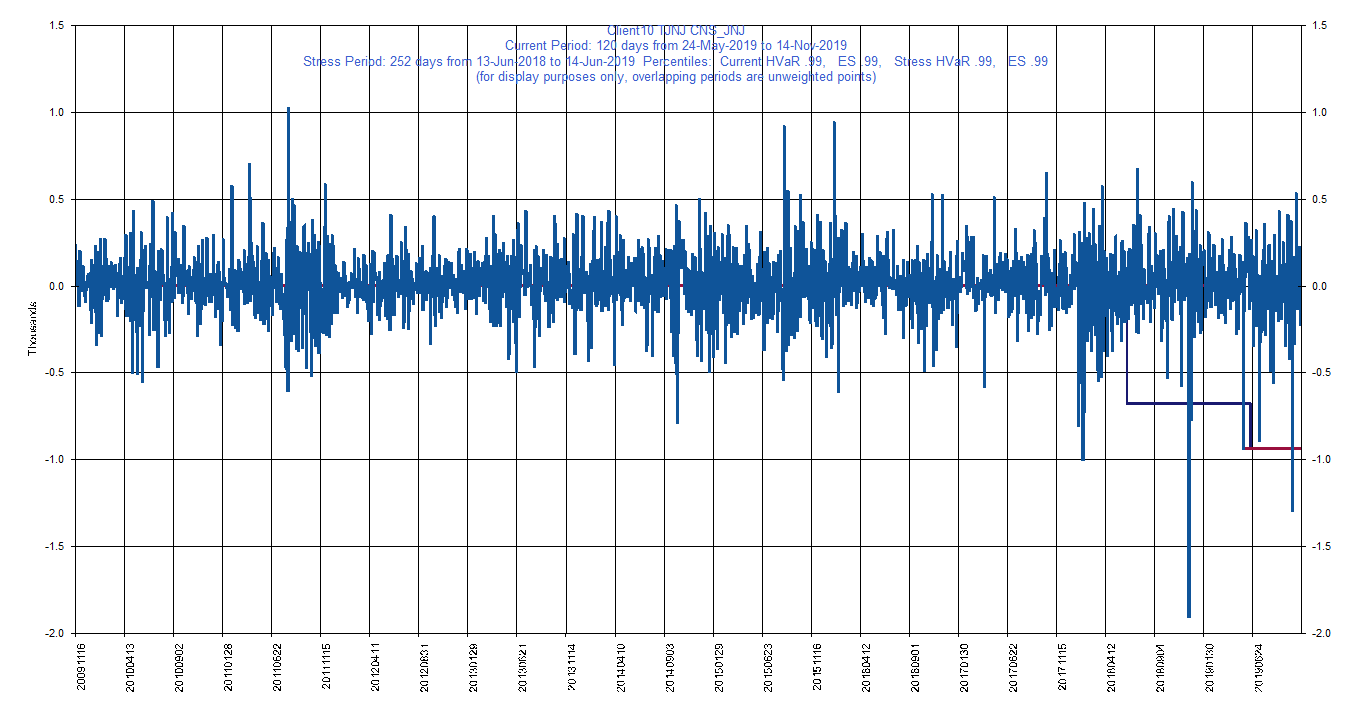 Client10 1JNJ CNS_JNJ
Current Period: 120 days from 24-May-2019 to 14-Nov-2019
Stress Period: 252 days from 13-Jun-2018 to 14-Jun-2019 Percentiles: Current HVaR .99, ES .99, Stress HVaR .99, ES .99
(for display purposes only, overlapping periods are unweighted points)
1.5 1.5
1.0 1.0
0.5 0.5
0.0 0.0
-0.5 -0.5
-1.0 -1.0
-1.5 -1.5
-2.0 -2.0
Thousands
20091116 20100413 20100902 20110128 20110622 20111115 20120411 20120831 20130129 20130621 20131114 20140410 20140903 20150129 20150623 20151116 20160412 20160901 20170130 20170622 20171115 20180412 20180904 20190130 20190624